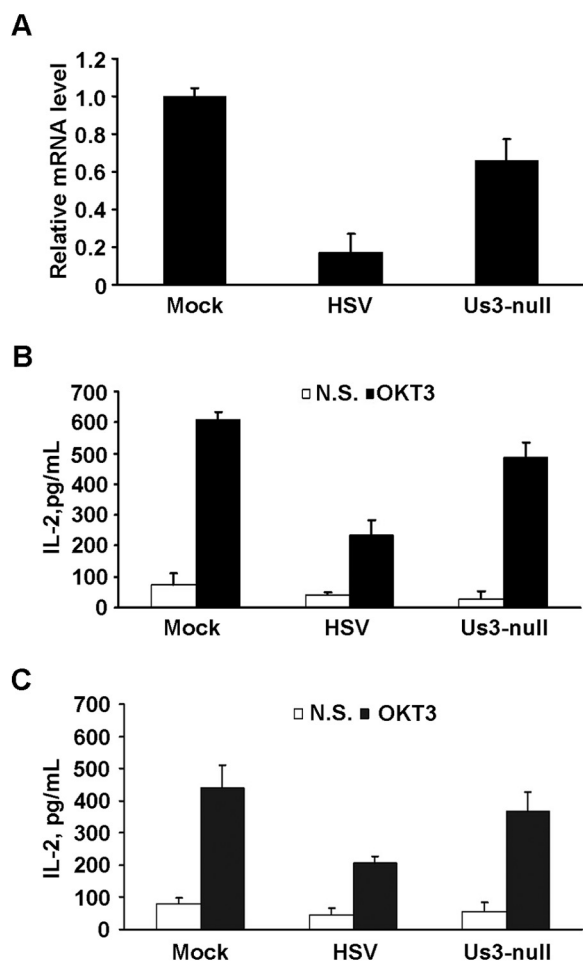 A
Relative mRNA level
1.2
1.0
0.8
0.6
0.4
0.2
0
Mock HSV Us3-null
B
N.S. OKT3
IL-2,pg/mL
700
600
500
400
300
200
100
0
Mock HSV Us3-null
C
N.S. OKT3
IL-2, pg/mL
700
600
500
400
300
200
100
0
Mock HSV Us3-null